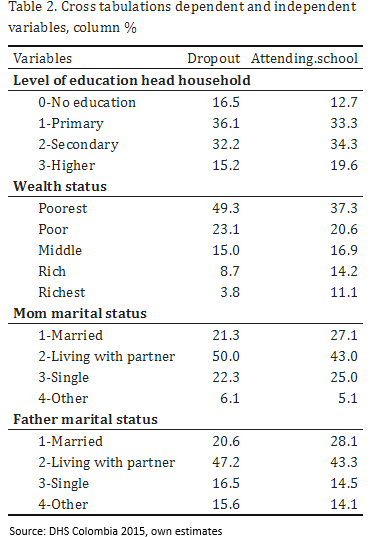 Table 2. Cross tabulations dependent and independent
variables, column %
Variables Dropout Attending.school
Level of education head household
0-No education 16.5 12.7
1-Primary 36.1 33.3
2-Secondary 32.2 34.3
3-Higher 15.2 19.6
Wealth status
Poorest 49.3 37.3
Poor 23.1 20.6
Middle 15.0 16.9
Rich 8.7 14.2
Richest 3.8 11.1
Mom marital status
1-Married 21.3 27.1
2-Living with partner 50.0 43.0
3-Single 22.3 25.0
4-Other 6.1 5.1
Father marital status
1-Married 20.6 28.1
2-Living with partner 47.2 43.3
3-Single 16.5 14.5
4-Other 15.6 14.1
Source: DHS Colombia 2015, own estimates